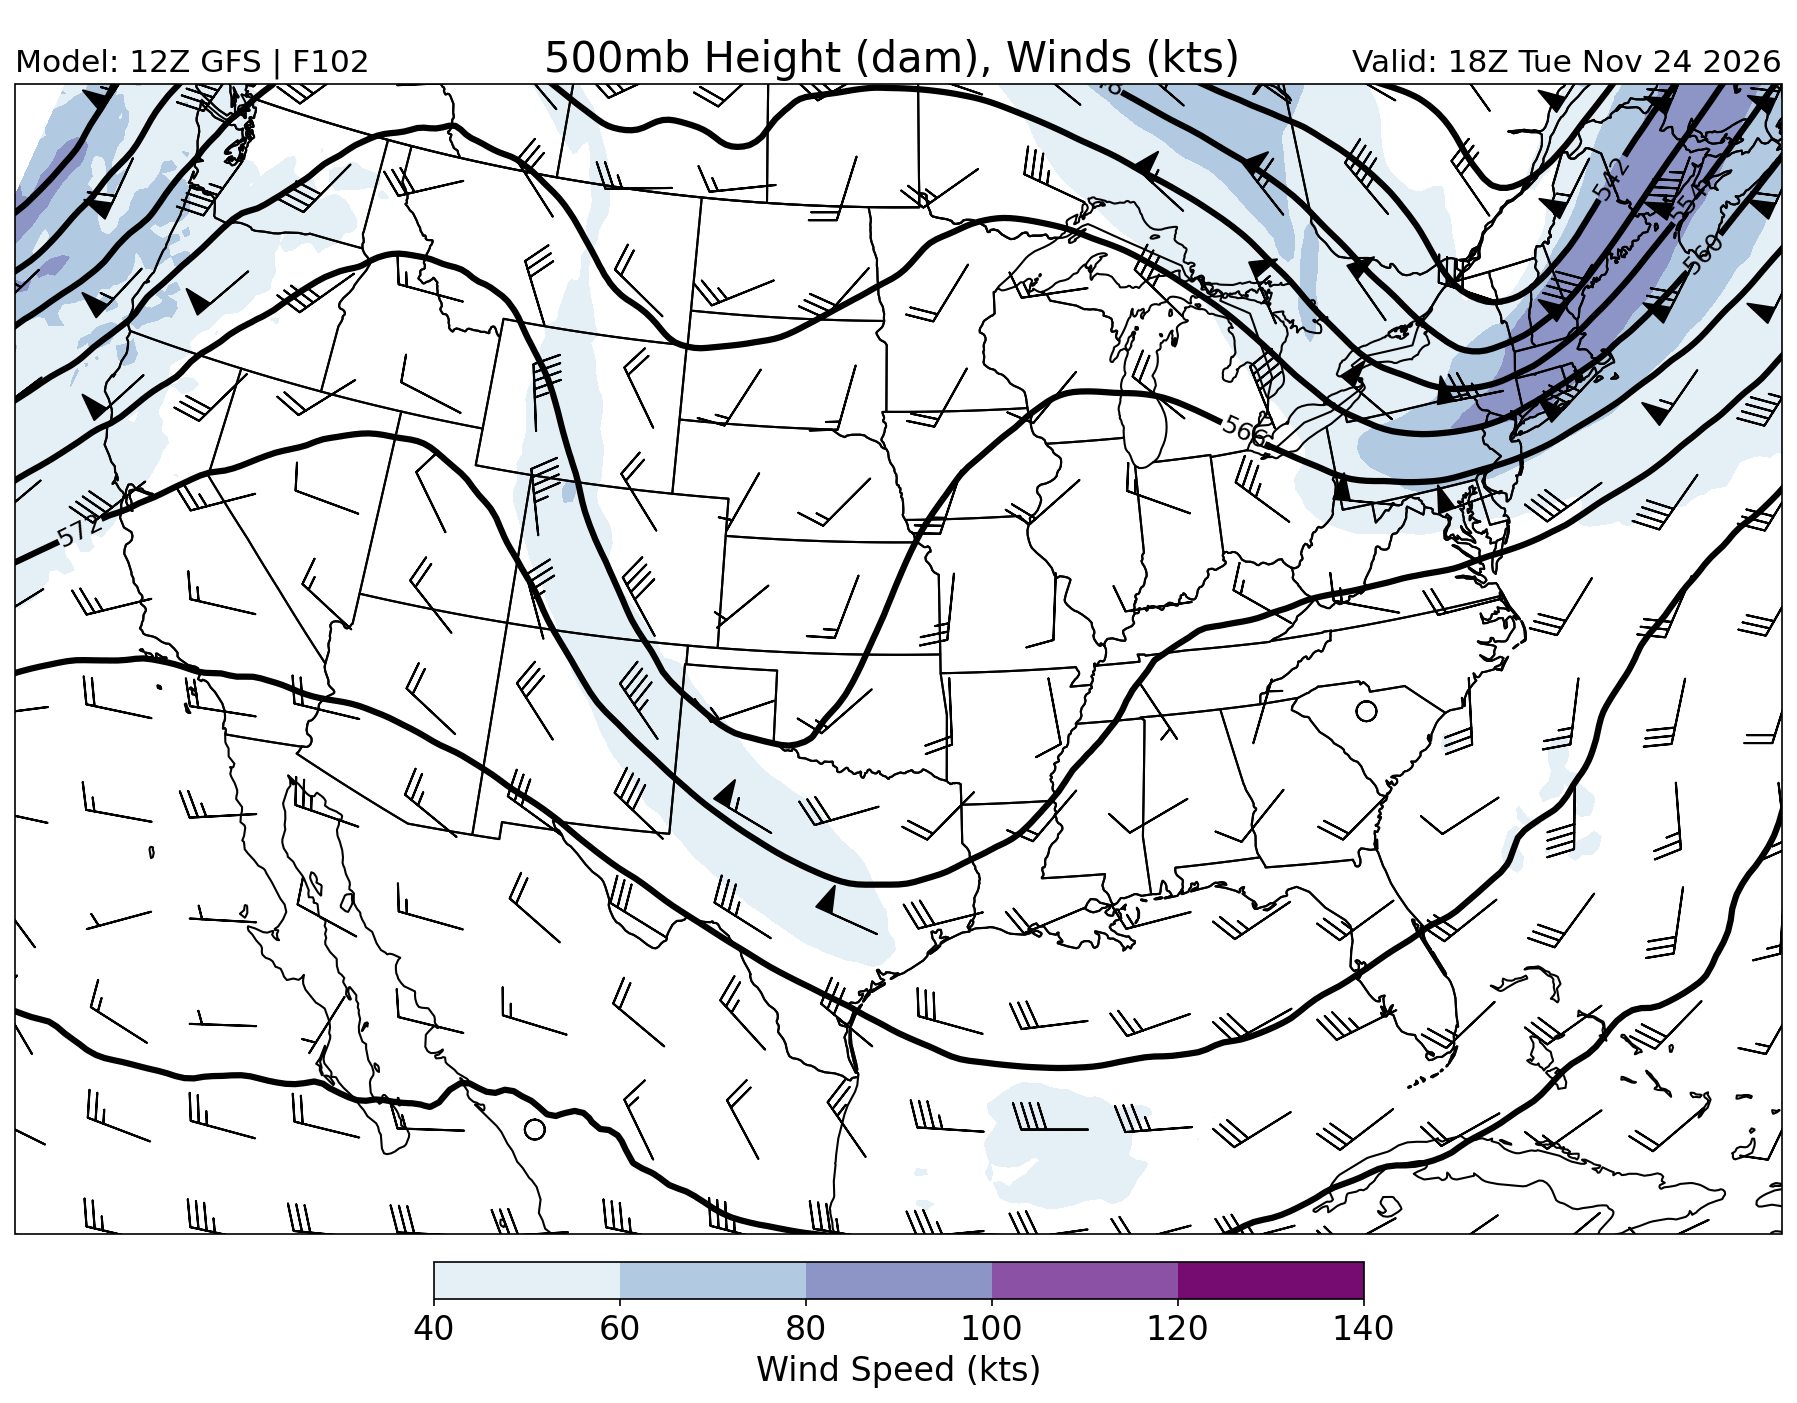 Model: 12Z GFS | F102
500mb Height (dam), Winds (kts)
Valid: 18Z Tue Nov 24 2026
542
554
560
566
572
40 60 80 100 120 140
Wind Speed (kts)